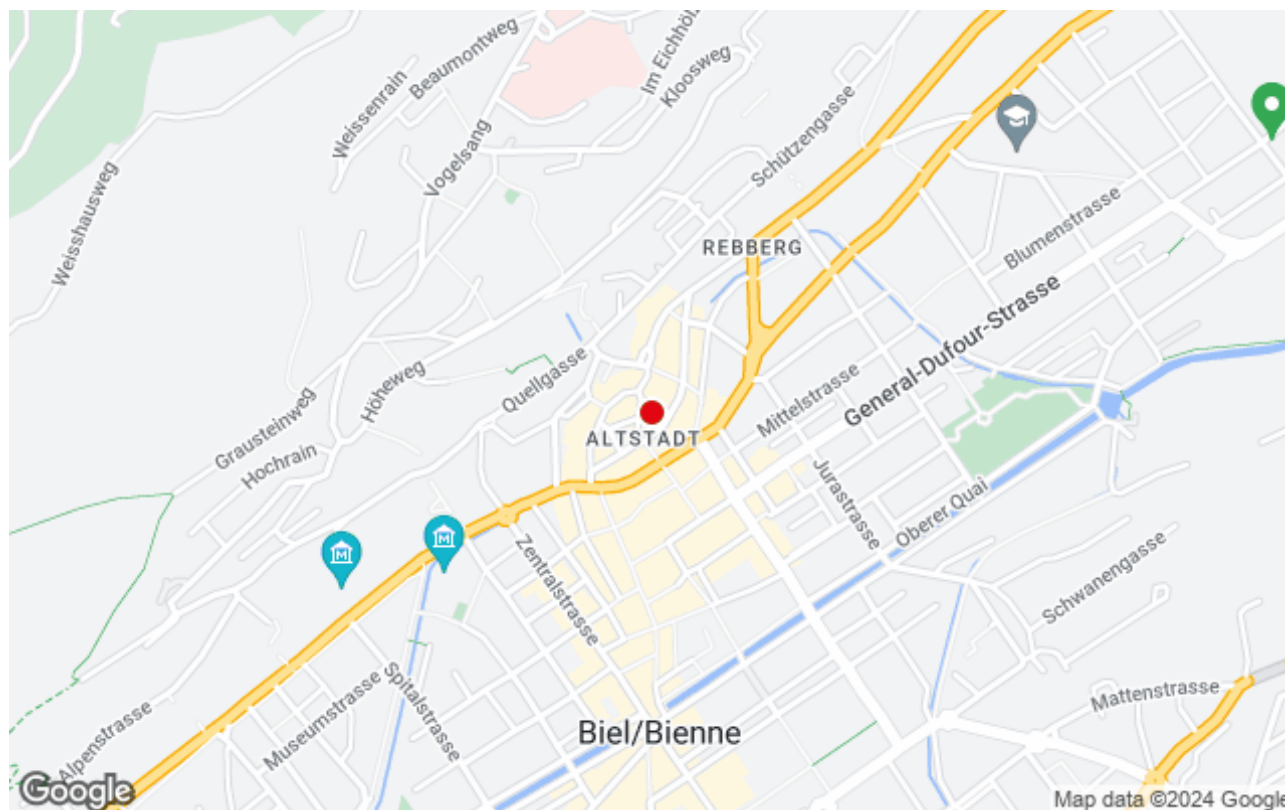 Beaumontweg
Im Eichhölz
Kloosweg
Weissenrain
Vogelsang
Schützengasse
Weisshausweg
REBBERG
Blumenstrasse
General-Dufour-Strasse
Quellgasse
Höheweg
Mittelstrasse
Grausteinweg
Hochrain
ALTSTADT
Jurastrasse
Oberer Quai
M
M
Zentralstrasse
Schwanengasse
Spitalstrasse
Museumstrasse
Alpenstrasse
Mattenstrasse
Biel/Bienne
Google
Map data ©2024 Google